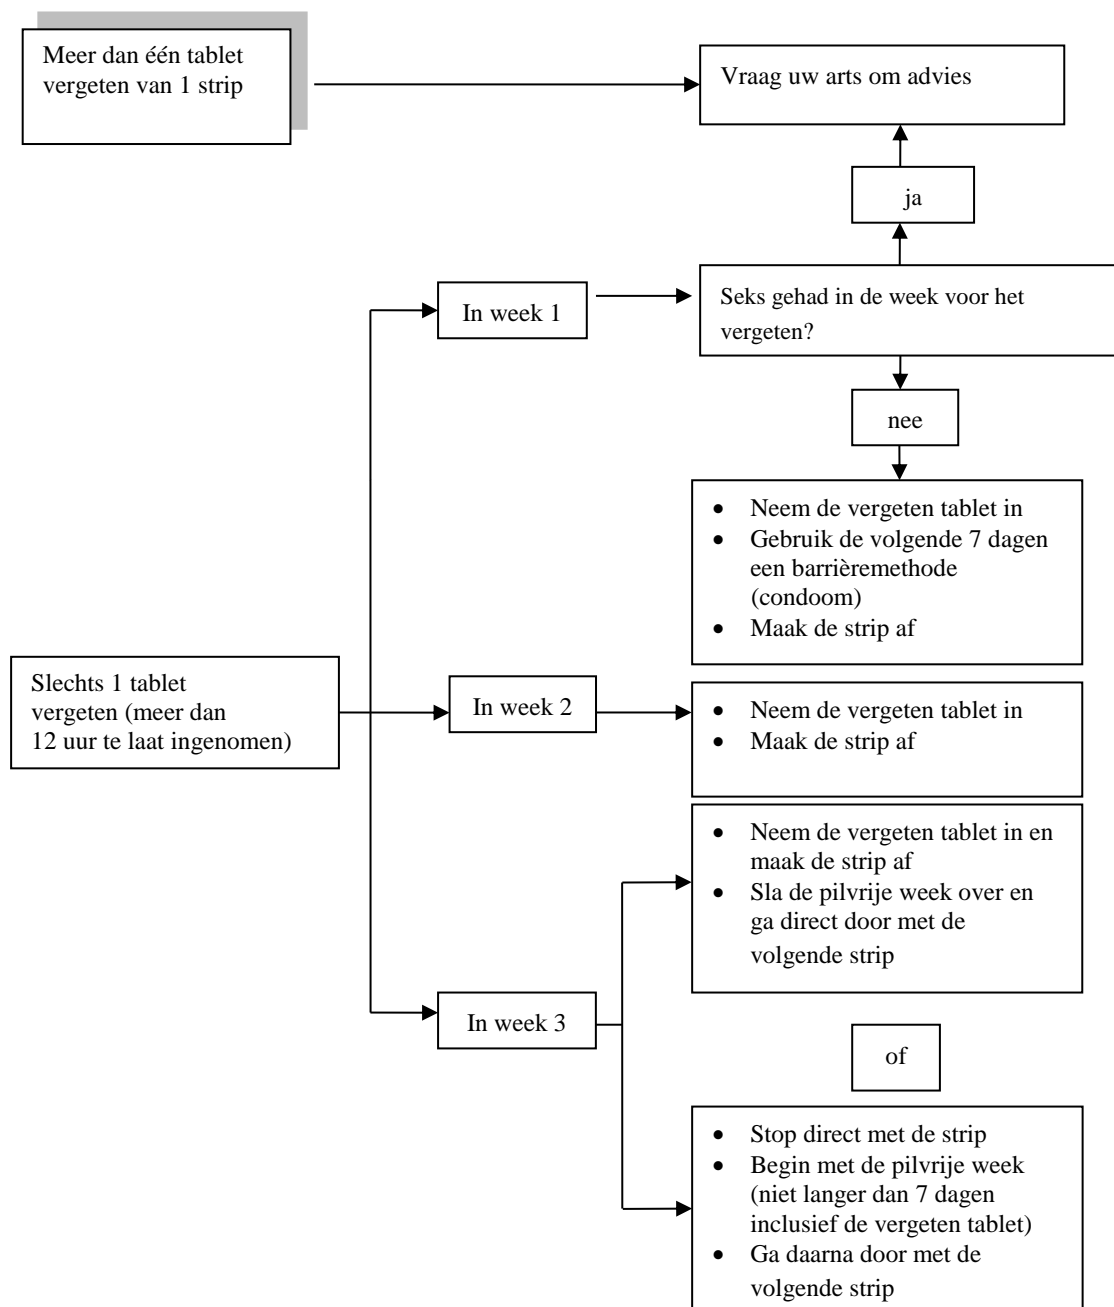 Meer dan één tablet
vergeten van 1 strip
Vraag uw arts om advies
ja
In week 1
Seks gehad in de week voor het
vergeten?
nee
• Neem de vergeten tablet in
• Gebruik de volgende 7 dagen
een barrièremethode
(condoom)
• Maak de strip af
Slechts 1 tablet
vergeten (meer dan
12 uur te laat ingenomen)
In week 2
• Neem de vergeten tablet in
• Maak de strip af
• Neem de vergeten tablet in en
maak de strip af
• Sla de pilvrije week over en
ga direct door met de
volgende strip
In week 3
of
• Stop direct met de strip
• Begin met de pilvrije week
(niet langer dan 7 dagen
inclusief de vergeten tablet)
• Ga daarna door met de
volgende strip